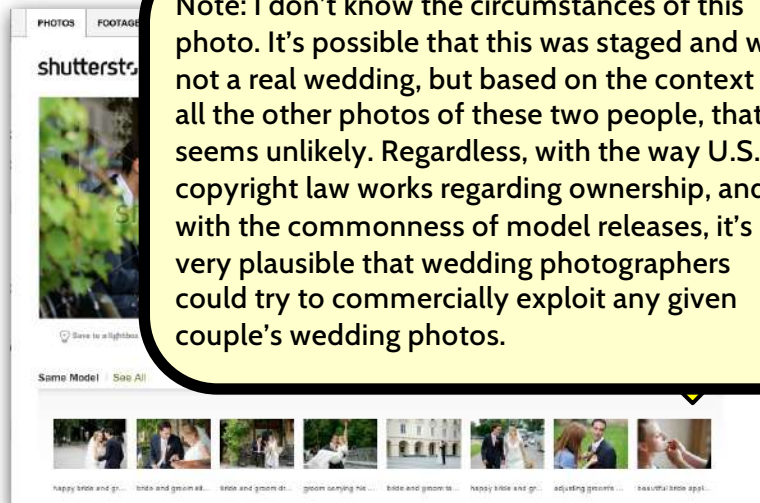 PHOTOS FOOTAGE
shutterst
Note: I don't know the circumstances of this
photo. It's possible that this was staged and w
not a real wedding, but based on the context
all the other photos of these two people, that
seems unlikely. Regardless, with the way U.S.
copyright law works regarding ownership, and
with the commonness of model releases, it's
very plausible that wedding photographers
could try to commercially exploit any given
couple's wedding photos.
Save to a lightbox
Same Model | See All
happy bride and gr... bride and groom st... bride and groom dr... groom carrying his ... bride and groom ta... happy bride and gr... adjusting groom's ... beautiful bride appl...